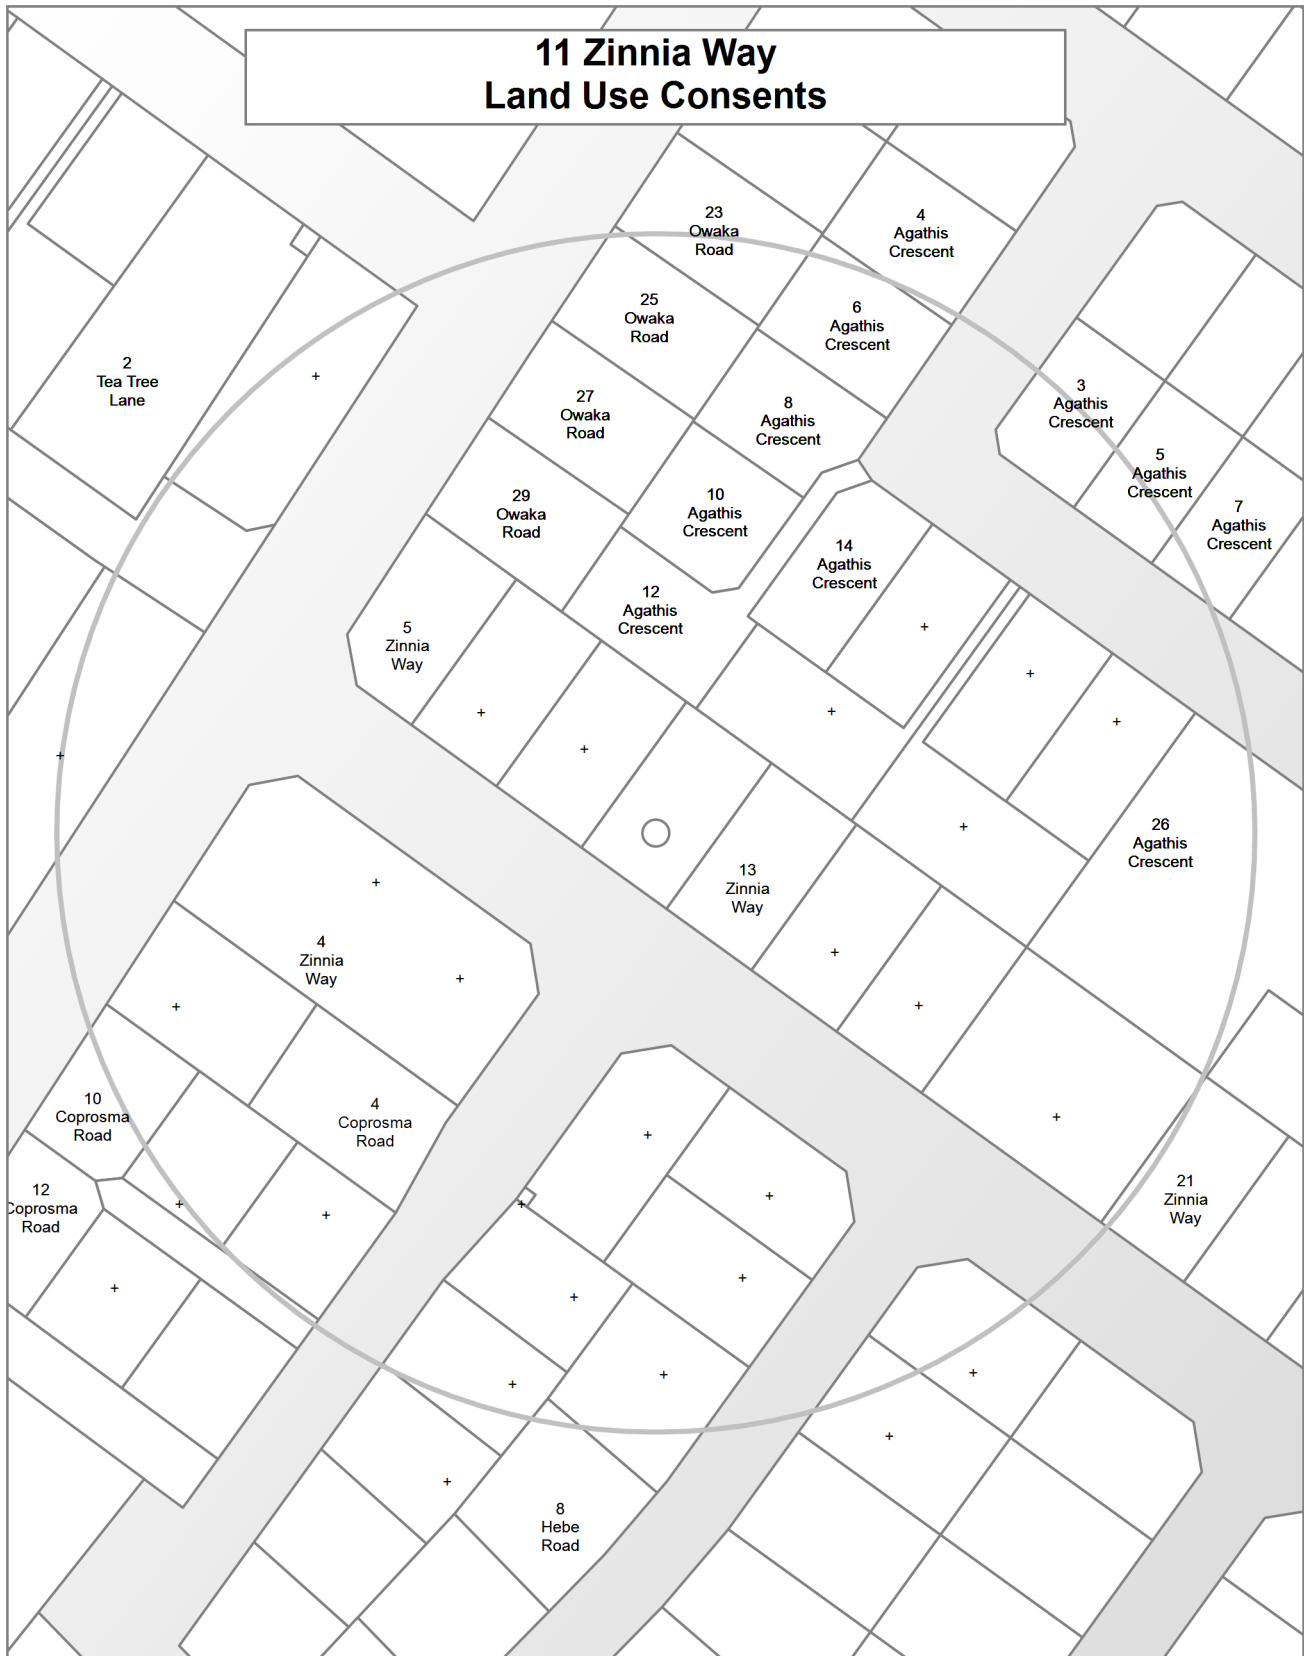 11 Zinnia Way
Land Use Consents
23
Owaka
Road
4
Agathis
Crescent
25
Owaka
Road
6
Agathis
Crescent
2
Tea Tree
Lane
3
Agathis
Crescent
27
Owaka
Road
8
Agathis
Crescent
5
Agathis
Crescent
29
Owaka
Road
10
Agathis
Crescent
7
Agathis
Crescent
14
Agathis
Crescent
12
Agathis
Crescent
5
Zinnia
Way
26
Agathis
Crescent
13
Zinnia
Way
4
Zinnia
Way
10
Coprosma
Road
4
Coprosma
Road
12
Coprosma
Road
21
Zinnia
Way
8
Hebe
Road